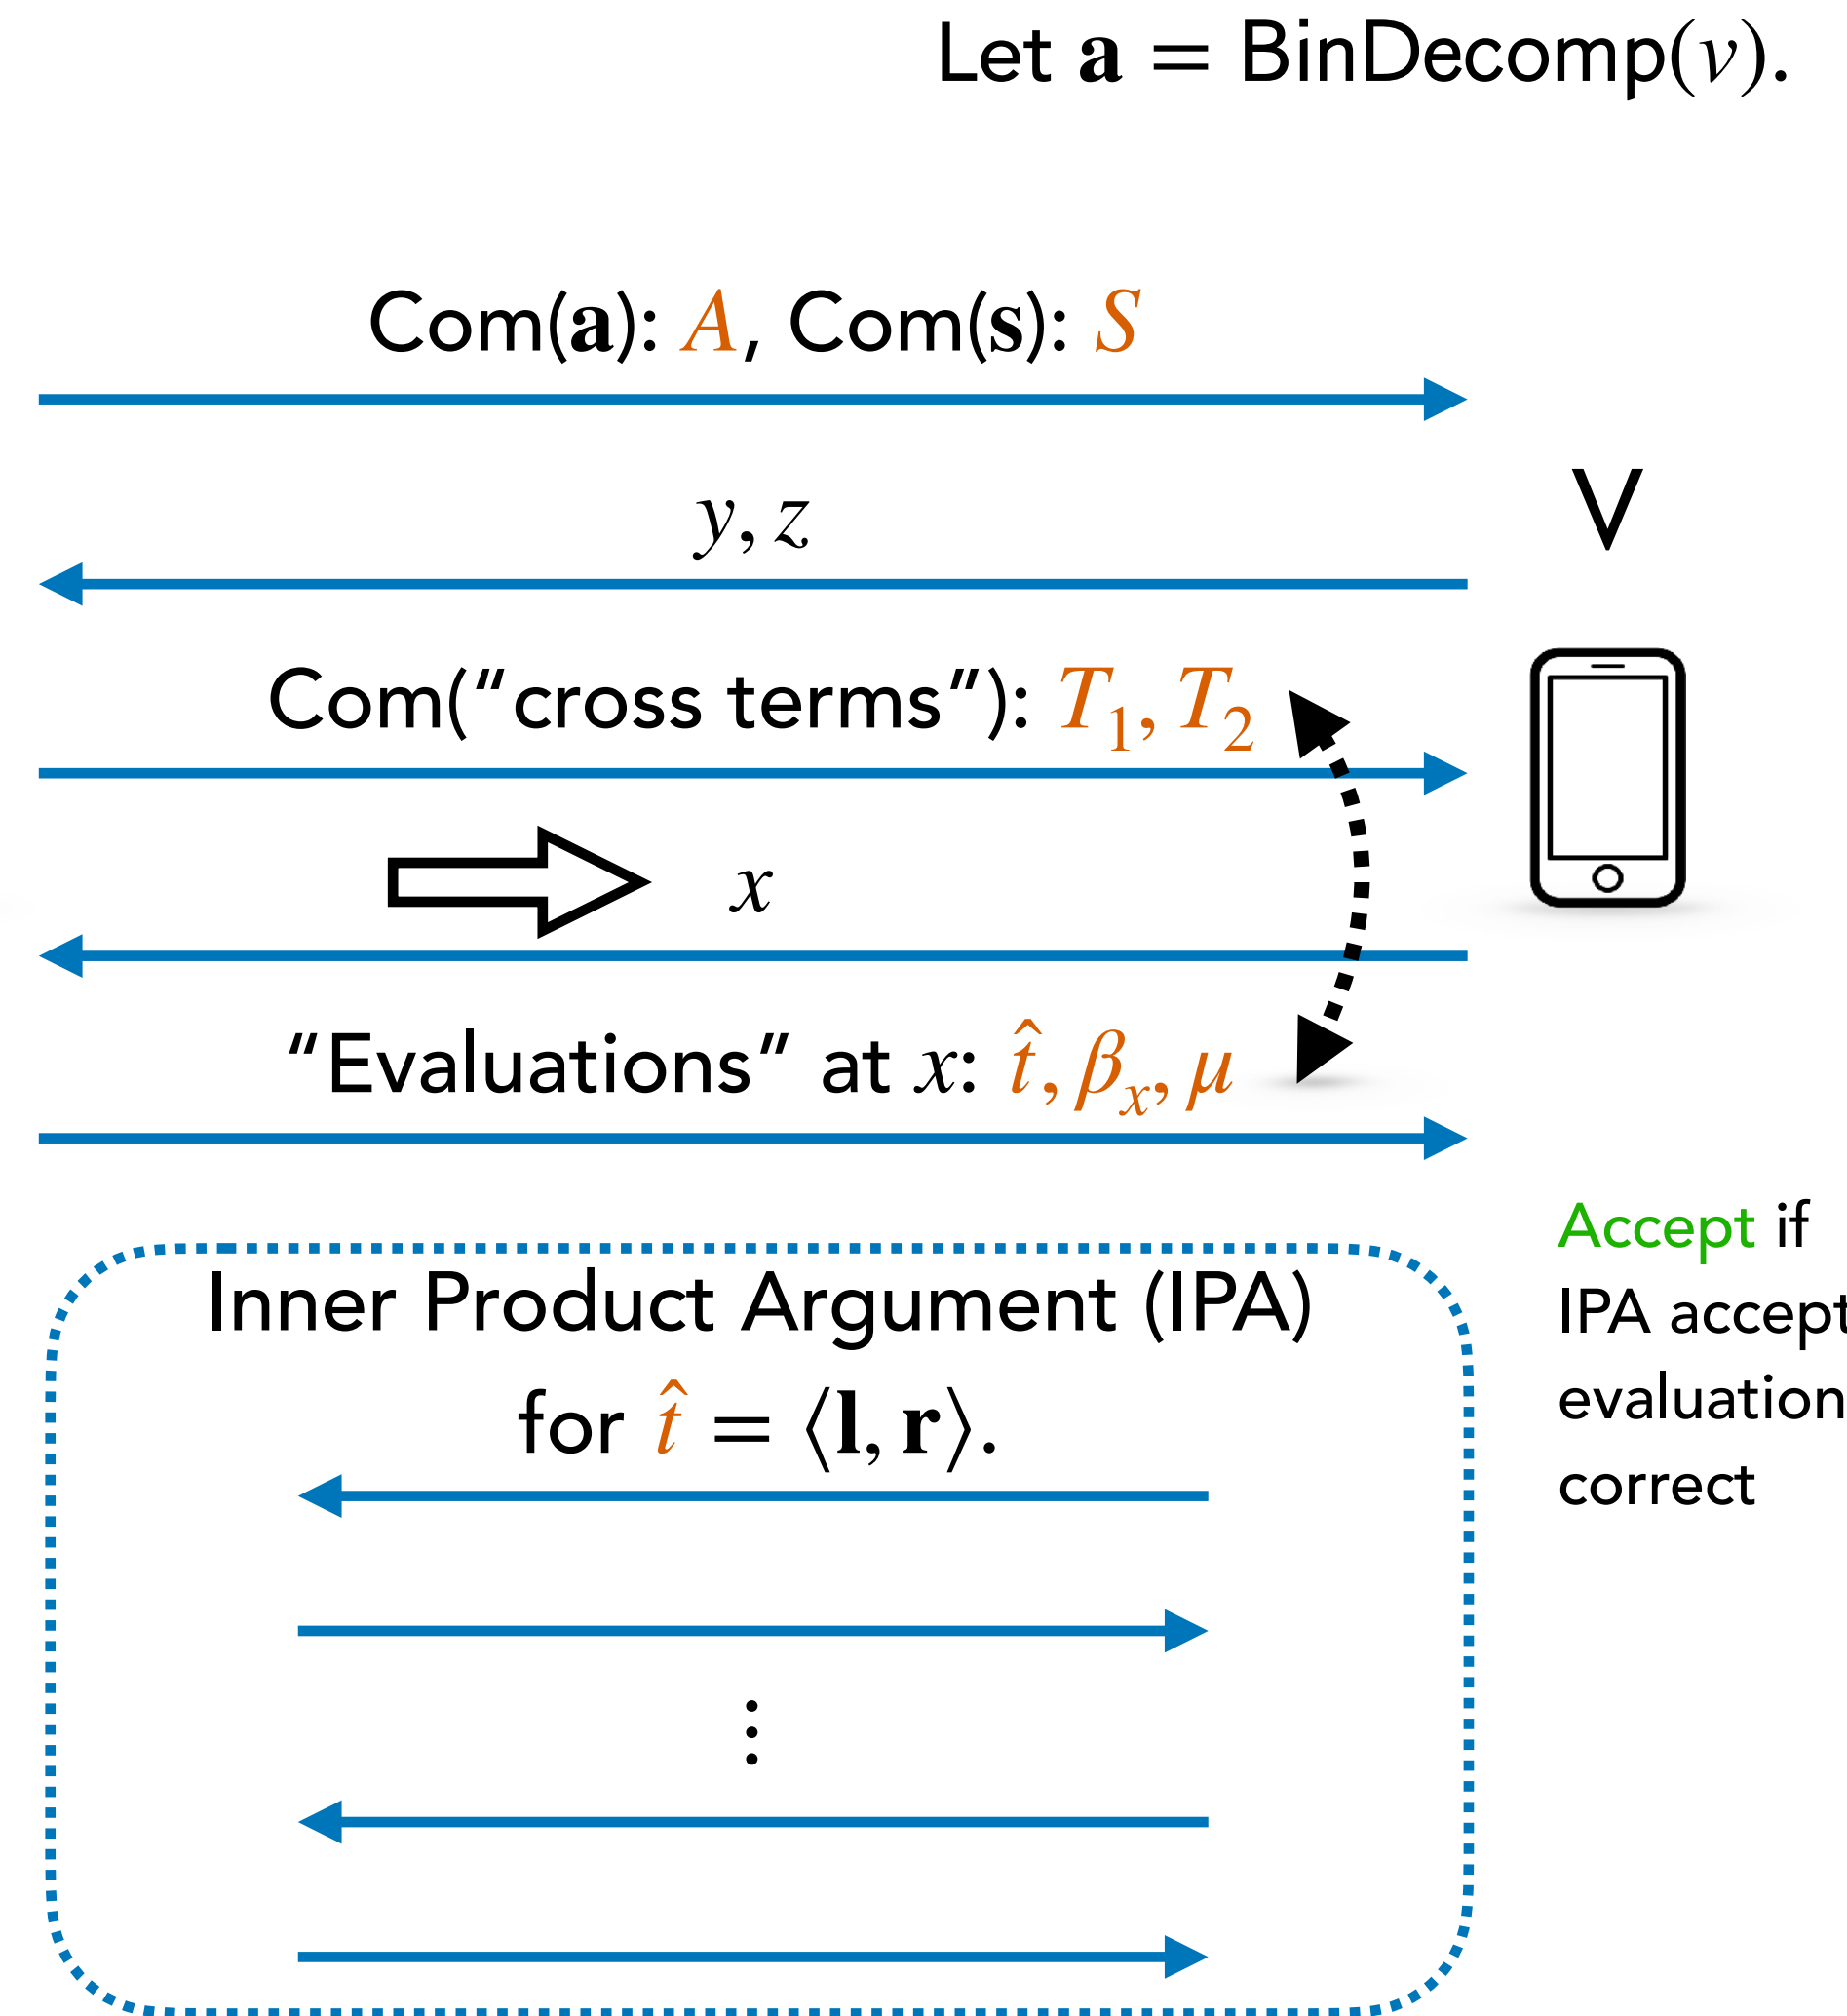 Let a = BinDecomp(v).
Com(a): A, Com(s): S
y, z
V
Com(“cross terms”): T₁, T₂
x
“Evaluations” at x: t̂, βₓ, μ
Accept if
IPA accept
evaluation
correct
Inner Product Argument (IPA)
for t̂ = ⟨l, r⟩.
⋮